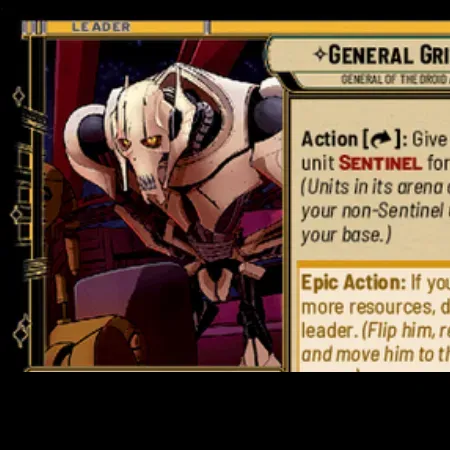 LEADER
GENERAL GRI
GENERAL OF THE DROID
Action [ ]: Give
unit SENTINEL for
(Units in its arena
your non-Sentinel
your base.)
Epic Action: If you
more resources, d
leader. (Flip him, re
and move him to th